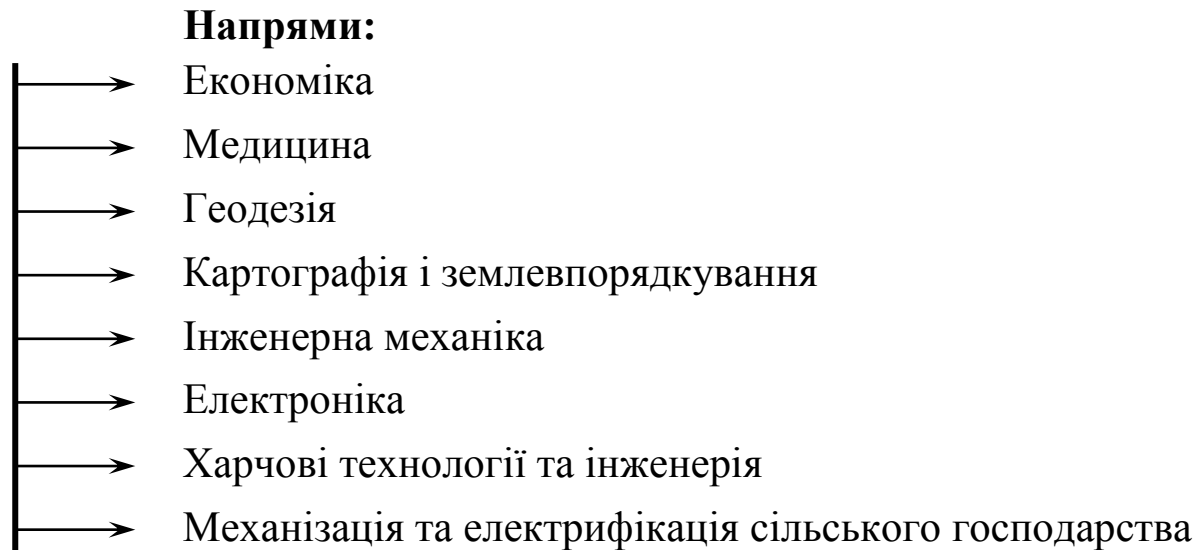 Напрями:
Економіка
Медицина
Геодезія
Картографія і землевпорядкування
Інженерна механіка
Електроніка
Харчові технології та інженерія
Механізація та електрифікація сільського господарства